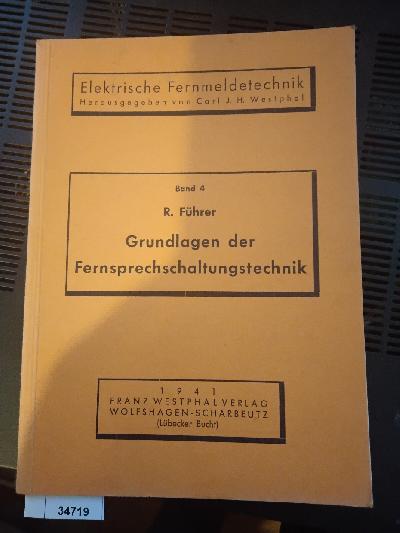 Elektrische Fernmeldetechnik
Herausgegeben von Carl J. H. Westphal
Band 4
R. Führer
Grundlagen der
Fernsprechschaltungstechnik
1941
FRANZ WESTPHAL VERLAG
WOLFSHAGEN-SCHARBEUTZ
(Lübecker Bucht)
34719